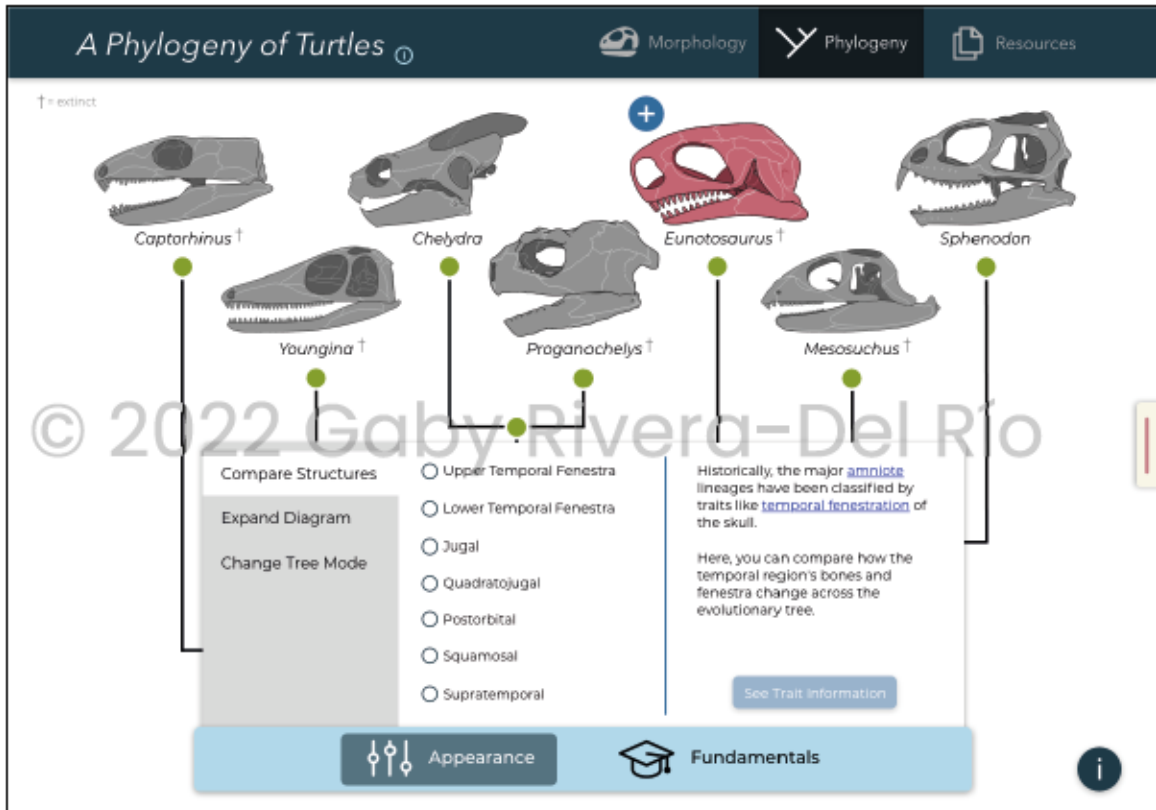 A Phylogeny of Turtles
Morphology
Phylogeny
Resources
† = extinct
Captorhinus †
Chelydra
Eunotosaurus †
Sphenodon
Youngina †
Proganochelys †
Mesosuchus †
© 2022 Gaby Rivera-Del Río
Compare Structures
Expand Diagram
Change Tree Mode
Upper Temporal Fenestra
Lower Temporal Fenestra
Jugal
Quadratojugal
Postorbital
Squamosal
Supratemporal
Historically, the major amniote
lineages have been classified by
traits like temporal fenestration of
the skull.
Here, you can compare how the
temporal region's bones and
fenestra change across the
evolutionary tree.
See Trait Information
Appearance
Fundamentals
i